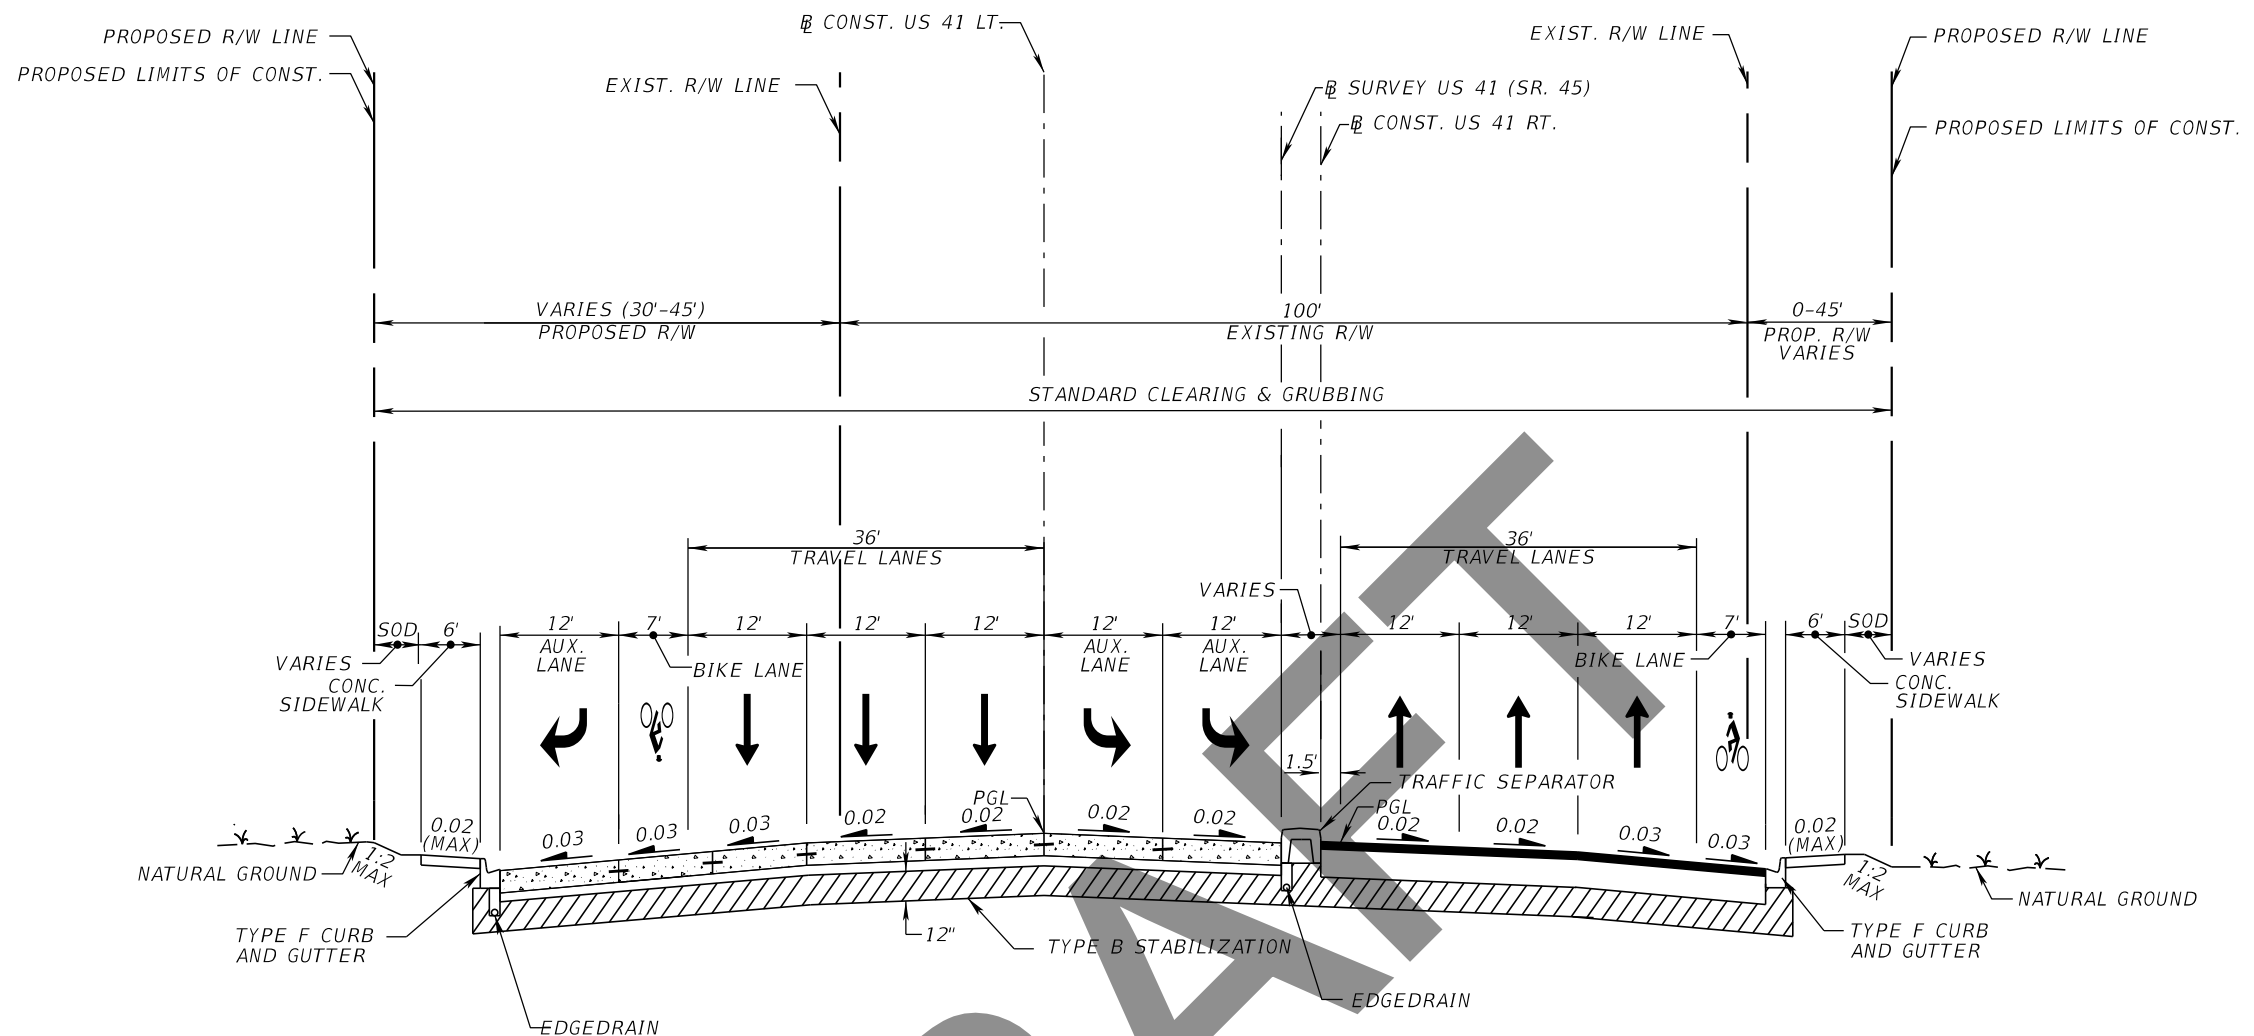 ℄ CONST. US 41 LT.
PROPOSED R/W LINE
EXIST. R/W LINE
PROPOSED R/W LINE
PROPOSED LIMITS OF CONST.
EXIST. R/W LINE
℄ SURVEY US 41 (SR. 45)
℄ CONST. US 41 RT.
PROPOSED LIMITS OF CONST.
VARIES (30'-45')
PROPOSED R/W
100'
EXISTING R/W
0-45'
PROP. R/W
VARIES
STANDARD CLEARING & GRUBBING
36'
TRAVEL LANES
36'
TRAVEL LANES
VARIES
SOD
6'
12'
AUX.
LANE
7'
12'
12'
12'
12'
AUX.
LANE
12'
AUX.
LANE
12'
12'
12'
7'
6'
SOD
VARIES
CONC.
SIDEWALK
BIKE LANE
BIKE LANE
VARIES
CONC.
SIDEWALK
1.5'
TRAFFIC SEPARATOR
PGL
PGL
0.02
(MAX)
0.03
0.03
0.03
0.02
0.02
0.02
0.02
0.02
0.02
0.03
0.03
0.02
(MAX)
1:2
MAX
1:2
MAX
NATURAL GROUND
NATURAL GROUND
TYPE F CURB
AND GUTTER
12"
TYPE B STABILIZATION
TYPE F CURB
AND GUTTER
EDGEDRAIN
EDGEDRAIN
DRAFT